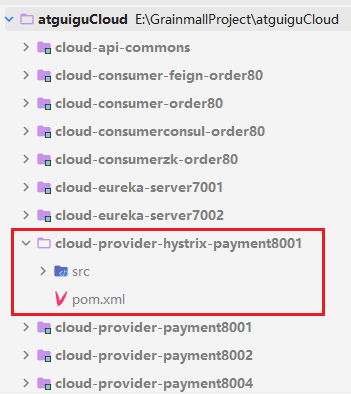 atguiguCloud E:\GrainmallProject\atguiguCloud
cloud-api-commons
cloud-consumer-feign-order80
cloud-consumer-order80
cloud-consumerconsul-order80
cloud-consumerzk-order80
cloud-eureka-server7001
cloud-eureka-server7002
cloud-provider-hystrix-payment8001
src
pom.xml
cloud-provider-payment8001
cloud-provider-payment8002
cloud-provider-payment8004